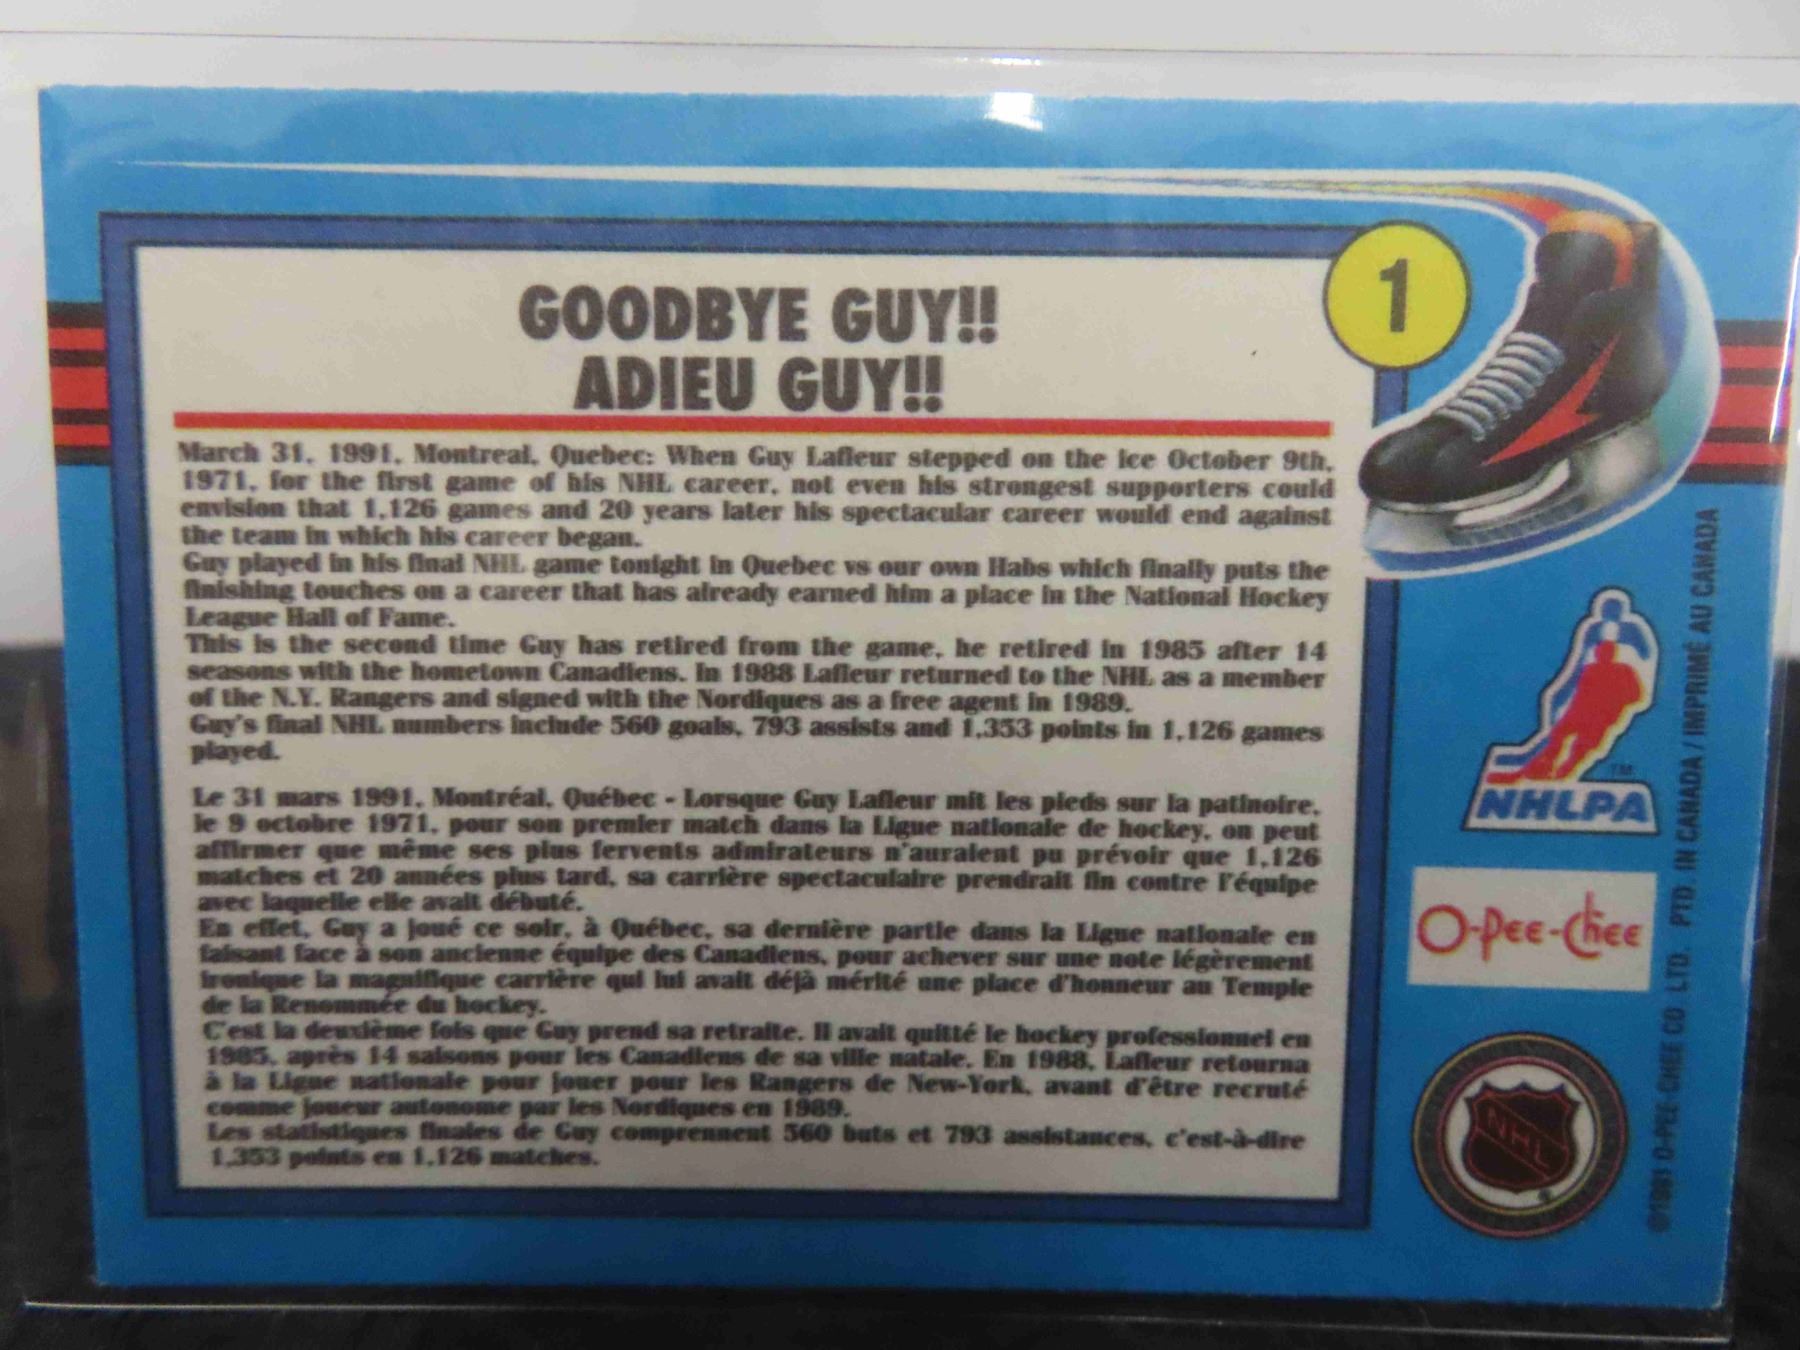 1
GOODBYE GUY!!
ADIEU GUY!!
March 31, 1991, Montreal, Quebec: When Guy Lafleur stepped on the ice October 9th,
1971, for the first game of his NHL career, not even his strongest supporters could
envision that 1,126 games and 20 years later his spectacular career would end against
the team in which his career began.
Guy played in his final NHL game tonight in Quebec vs our own Habs which finally puts the
finishing touches on a career that has already earned him a place in the National Hockey
League Hall of Fame.
This is the second time Guy has retired from the game, he retired in 1985 after 14
seasons with the hometown Canadiens. In 1988 Lafleur returned to the NHL as a member
of the N.Y. Rangers and signed with the Nordiques as a free agent in 1989.
Guy's final NHL numbers include 560 goals, 793 assists and 1,353 points in 1,126 games
played.
Le 31 mars 1991, Montréal, Québec - Lorsque Guy Lafleur mit les pieds sur la patinoire,
le 9 octobre 1971, pour son premier match dans la Ligue nationale de hockey, on peut
affirmer que même ses plus fervents admirateurs n'auraient pu prévoir que 1,126
matches et 20 années plus tard, sa carrière spectaculaire prendrait fin contre l'équipe
avec laquelle elle avait débuté.
En effet, Guy a joué ce soir, à Québec, sa dernière partie dans la Ligue nationale en
faisant face à son ancienne équipe des Canadiens, pour achever sur une note légèrement
ironique la magnifique carrière qui lui avait déjà mérité une place d'honneur au Temple
de la Renommée du hockey.
C'est la deuxième fois que Guy prend sa retraite. Il avait quitté le hockey professionnel en
1985, après 14 saisons pour les Canadiens de sa ville natale. En 1988, Lafleur retourna
à la Ligue nationale pour jouer pour les Rangers de New-York, avant d'être recruté
comme joueur autonome par les Nordiques en 1989.
Les statistiques finales de Guy comprennent 560 buts et 793 assistances, c'est-à-dire
1,353 points en 1,126 matches.
TM
NHLPA
O-Pee-Chee
NHL
®
©1991 O-PEE-CHEE CO. LTD. PTD. IN CANADA / IMPRIMÉ AU CANADA